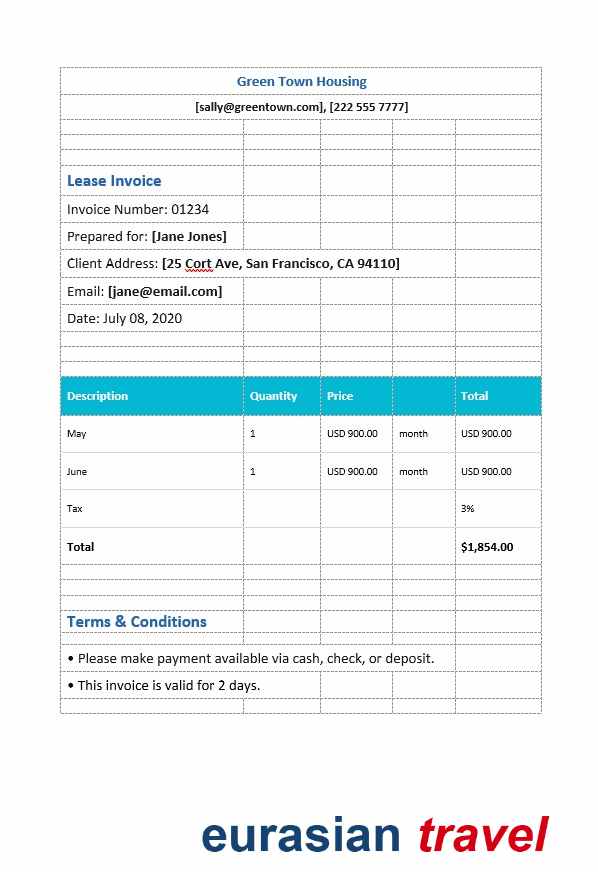 Green Town Housing
[sally@greentown.com], [222 555 7777]
Lease Invoice
Invoice Number: 01234
Prepared for: [Jane Jones]
Client Address: [25 Cort Ave, San Francisco, CA 94110]
Email: [jane@email.com]
Date: July 08, 2020
Description Quantity Price Total
May 1 USD 900.00 month USD 900.00
June 1 USD 900.00 month USD 900.00
Tax 3%
Total $1,854.00
Terms & Conditions
• Please make payment available via cash, check, or deposit.
• This invoice is valid for 2 days.
eurasian travel